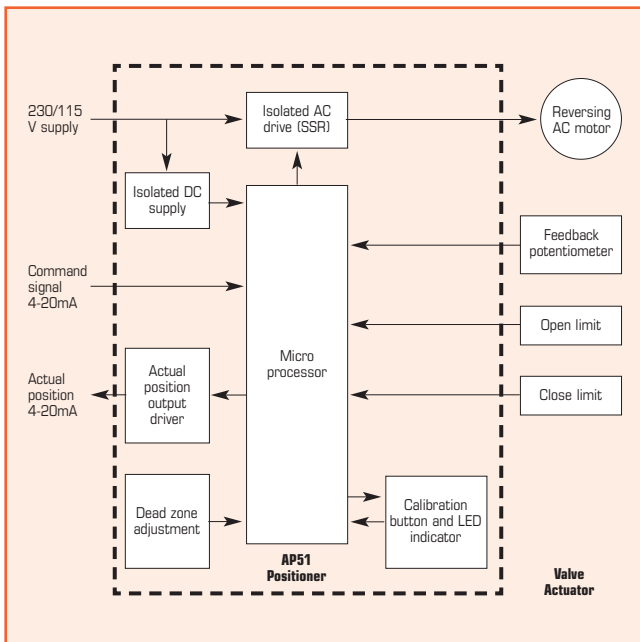 230/115
V supply
Isolated AC
drive (SSR)
Reversing
AC motor
Isolated DC
supply
Feedback
potentiometer
Command
signal
4-20mA
Open limit
Micro
processor
Actual
position
4-20mA
Actual
position
output
driver
Close limit
Dead zone
adjustment
Calibration
button and LED
indicator
AP51
Positioner
Valve
Actuator